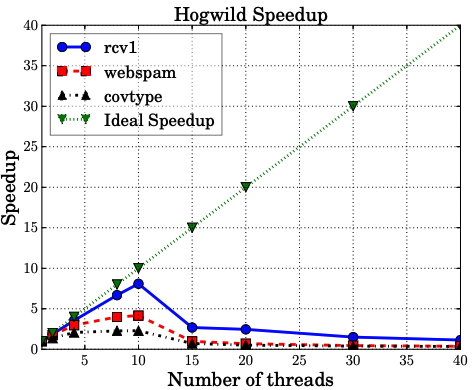 Hogwild Speedup
40
35
30
25
20
15
10
5
0
Speedup
rcv1
webspam
covtype
Ideal Speedup
5 10 15 20 25 30 35 40
Number of threads